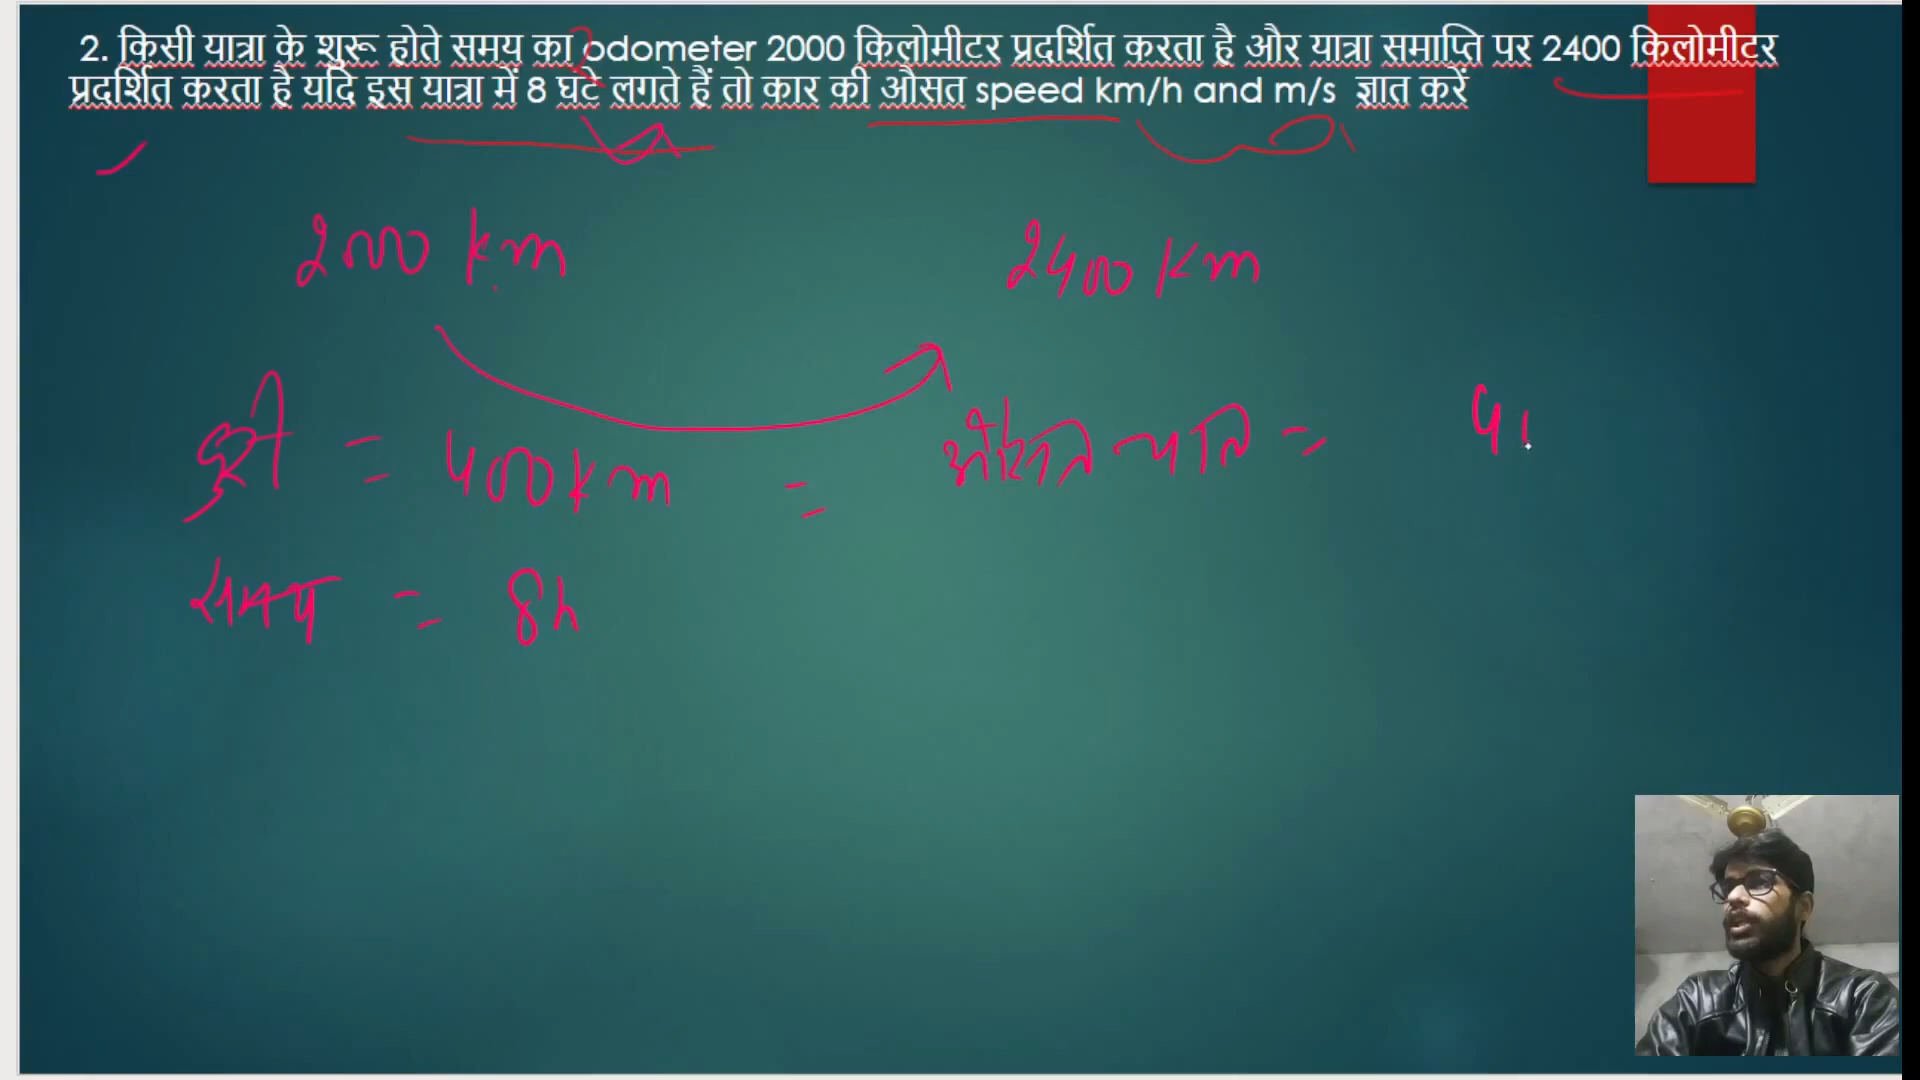 2. किसी यात्रा के शुरू होते समय का odometer 2000 किलोमीटर प्रदर्शित करता है और यात्रा समाप्ति पर 2400 किलोमीटर
प्रदर्शित करता है यदि इस यात्रा में 8 घंटे लगते हैं तो कार की औसत speed km/h and m/s ज्ञात करें
2000 km 2400 km
दूरी = 400 km = औसत चाल = 4
समय = 8h